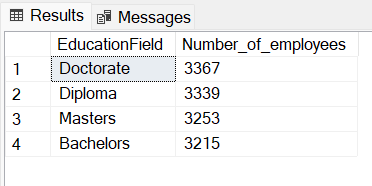 Results Messages
EducationField Number_of_employees
1 Doctorate 3367
2 Diploma 3339
3 Masters 3253
4 Bachelors 3215